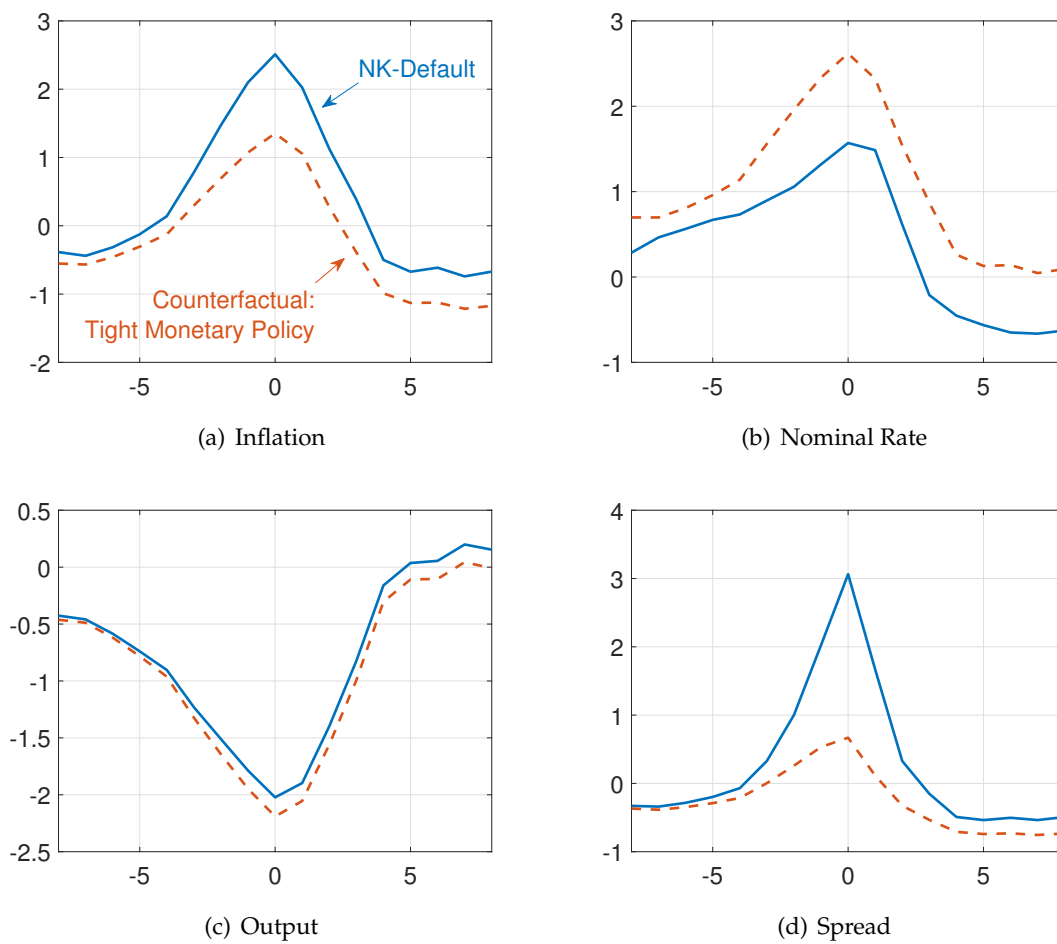 3
2
1
0
-1
-2
-5 0 5
NK-Default
Counterfactual:
Tight Monetary Policy
(a) Inflation
3
2
1
0
-1
-5 0 5
(b) Nominal Rate
0.5
0
-0.5
-1
-1.5
-2
-2.5
-5 0 5
(c) Output
4
3
2
1
0
-1
-5 0 5
(d) Spread